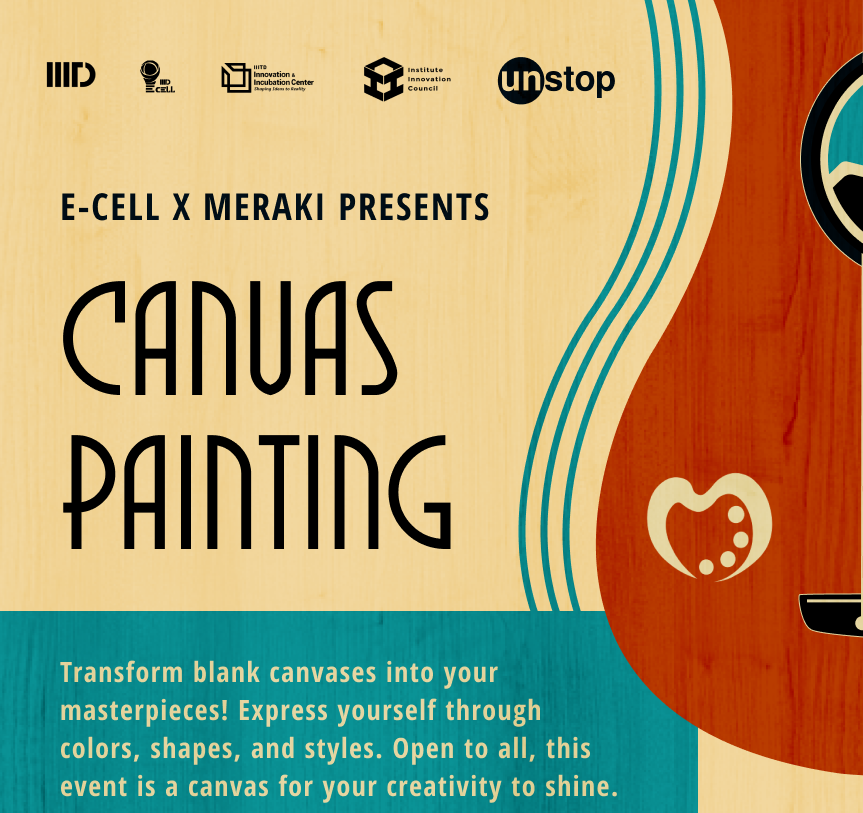 IIID
IIID
CELL
IIITD
Innovation &
Incubation Center
Shaping Ideas to Reality
Institute
Innovation
Council
unstop
E-CELL X MERAKI PRESENTS
CANVAS
PAINTING
Transform blank canvases into your
masterpieces! Express yourself through
colors, shapes, and styles. Open to all, this
event is a canvas for your creativity to shine.